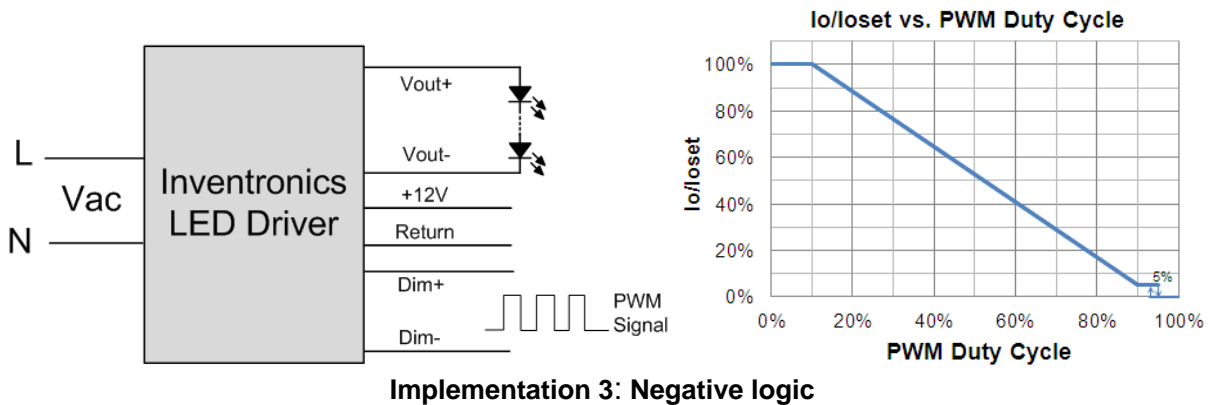 Io/Ioset vs. PWM Duty Cycle
L
Vac
N
Inventronics
LED Driver
Vout+
Vout-
+12V
Return
Dim+
Dim-
PWM
Signal
Io/Ioset
100%
80%
60%
40%
20%
0%
5%
0% 20% 40% 60% 80% 100%
PWM Duty Cycle
Implementation 3: Negative logic